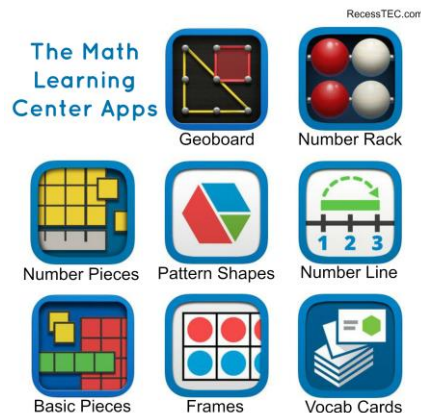 RecessTEC.com
The Math
Learning
Center Apps
Geoboard
Number Rack
Number Pieces
Pattern Shapes
1 2 3
Number Line
Basic Pieces
Frames
=
Vocab Cards